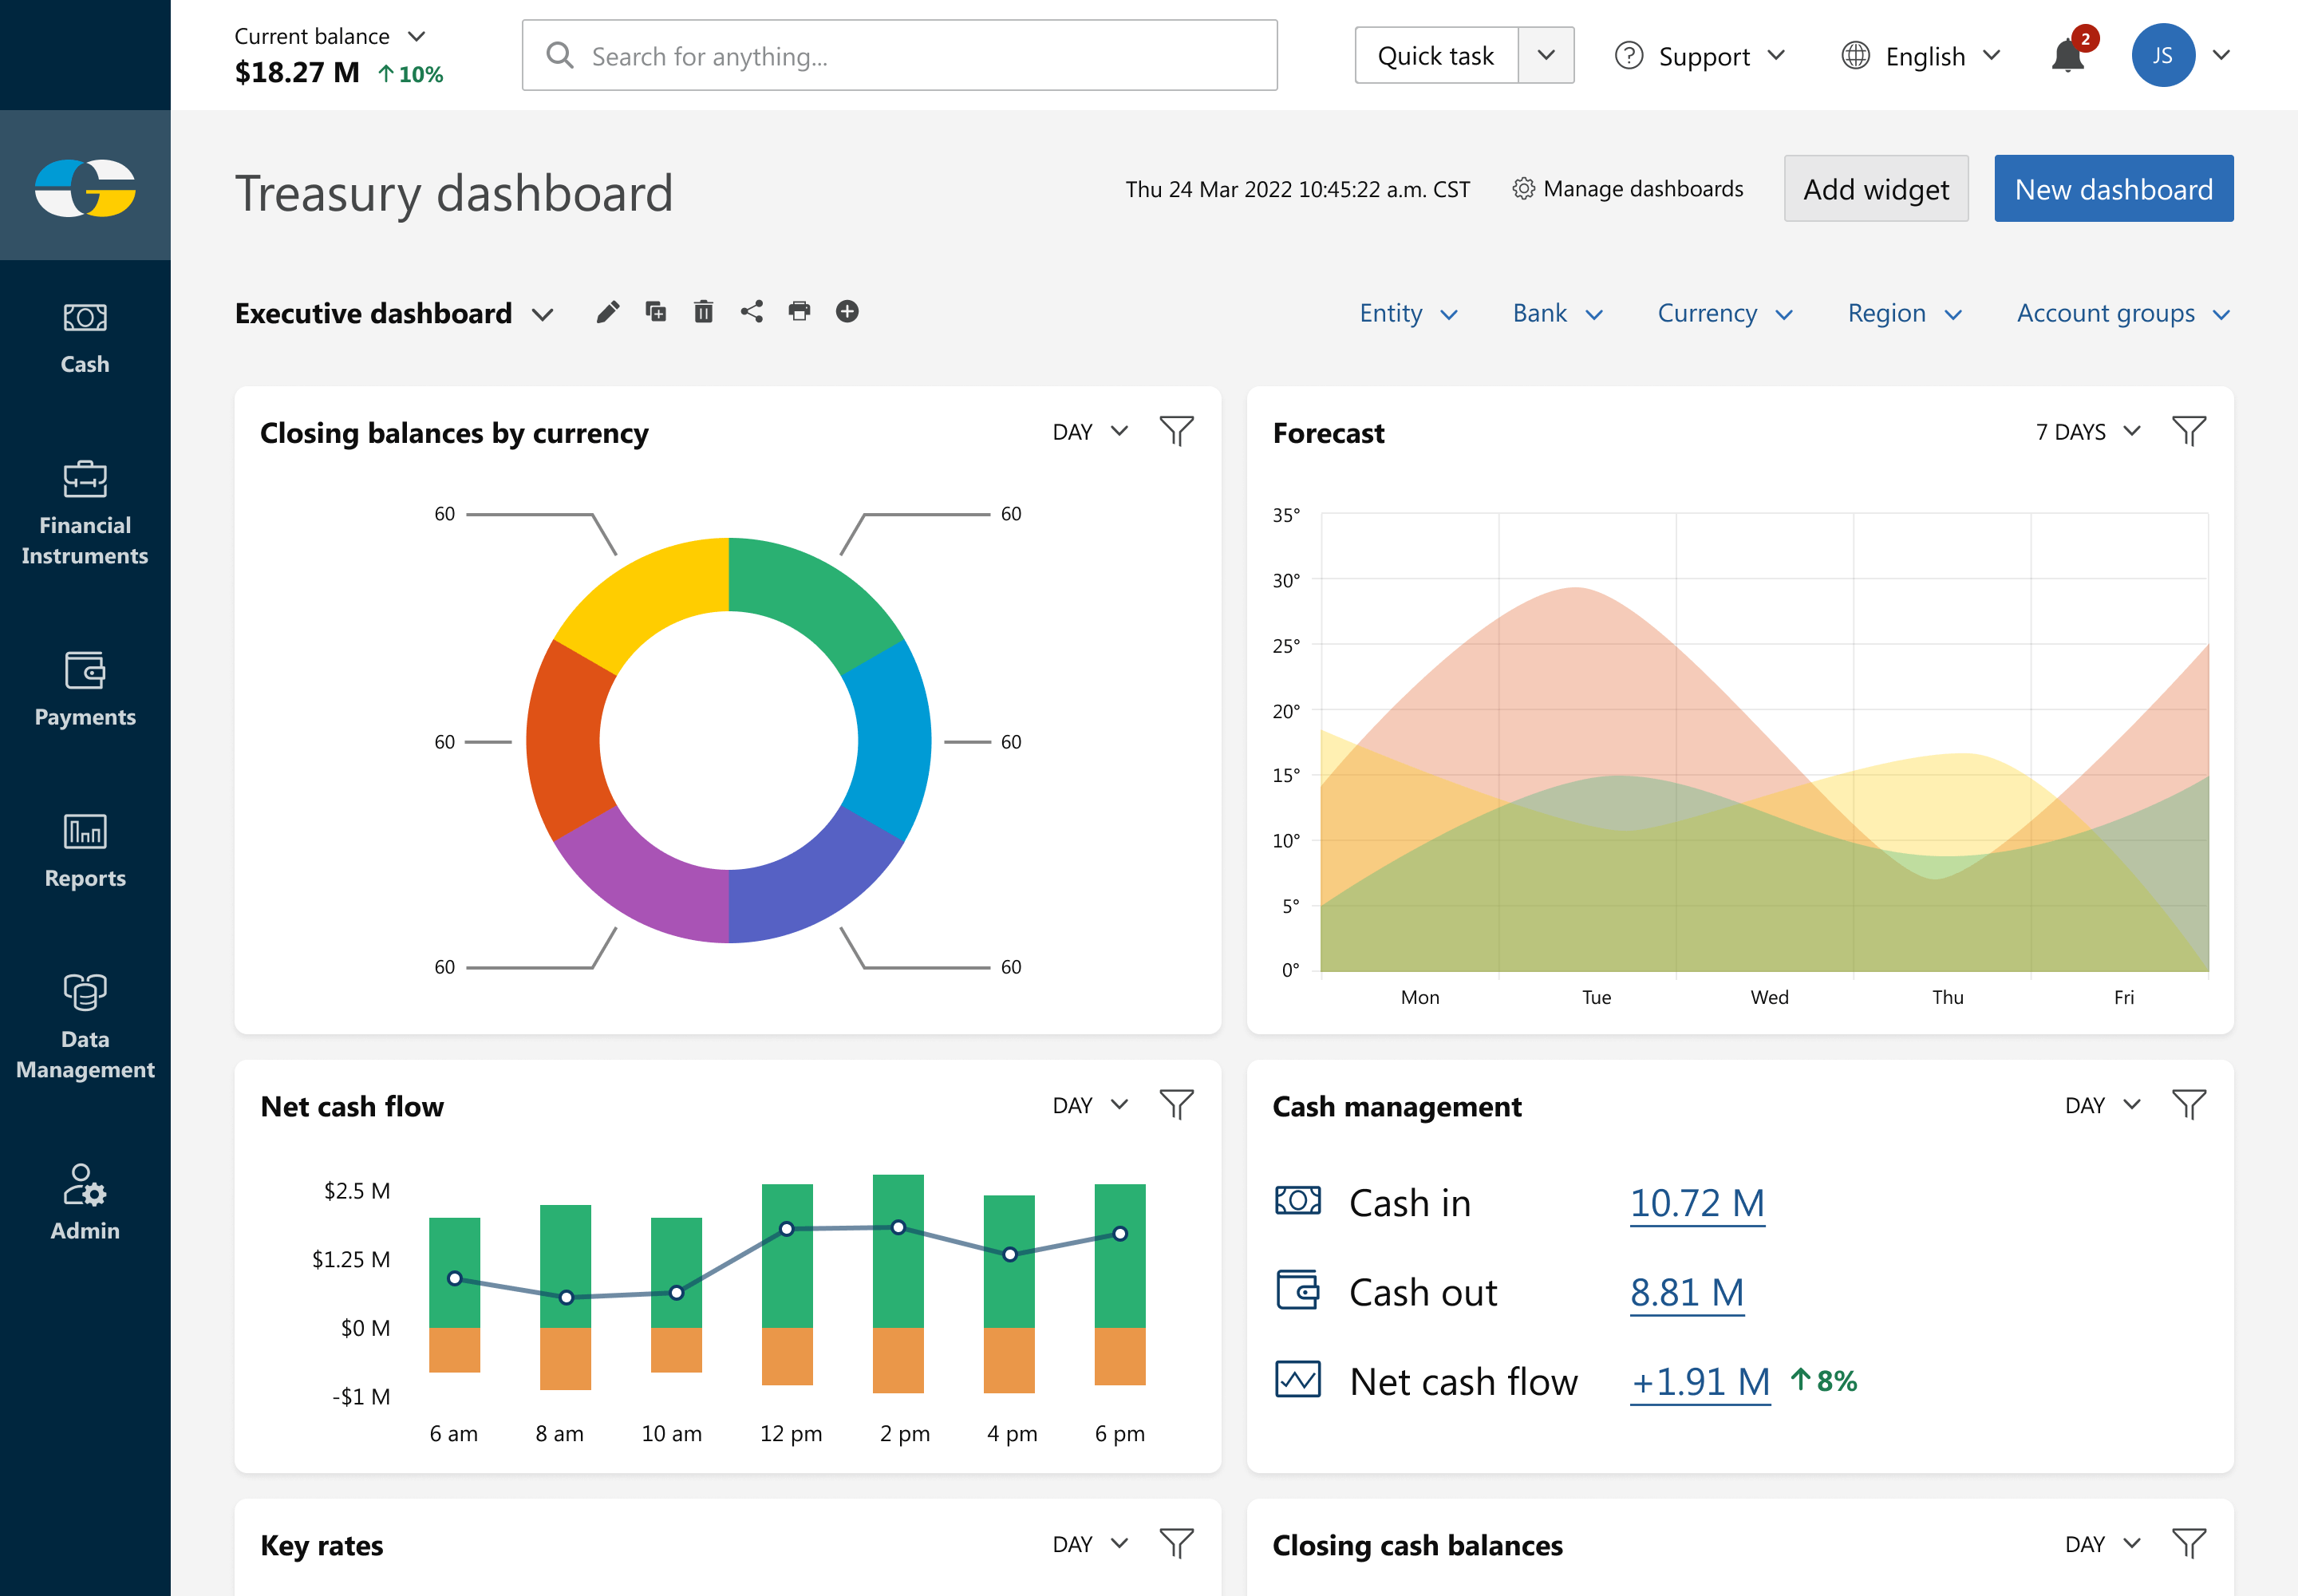 Current balance
$18.27 M 10%
Search for anything...
Quick task
Support
English
2
JS
Treasury dashboard
Thu 24 Mar 2022 10:45:22 a.m. CST
Manage dashboards
Add widget
New dashboard
Cash
Financial
Instruments
Payments
Reports
Data
Management
Admin
Executive dashboard
Entity
Bank
Currency
Region
Account groups
Closing balances by currency
DAY
60
60
60
60
60
60
Forecast
7 DAYS
35°
30°
25°
20°
15°
10°
5°
0°
Mon Tue Wed Thu Fri
Net cash flow
DAY
$2.5 M
$1.25 M
$0 M
-$1 M
6 am 8 am 10 am 12 pm 2 pm 4 pm 6 pm
Cash management
DAY
Cash in 10.72 M
Cash out 8.81 M
Net cash flow +1.91 M 8%
Key rates
DAY
Closing cash balances
DAY